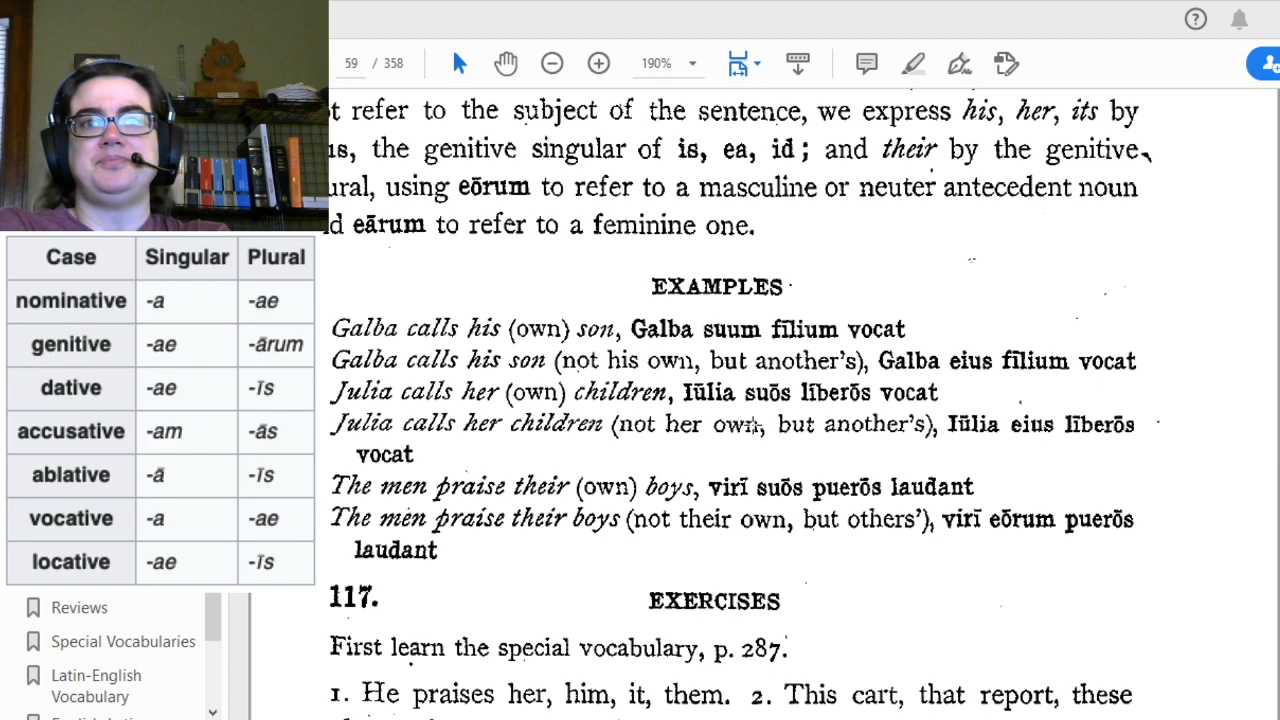 59 / 358
190%
t refer to the subject of the sentence, we express his, her, its by
us, the genitive singular of is, ea, id; and their by the genitive
ural, using eōrum to refer to a masculine or neuter antecedent noun
d eārum to refer to a feminine one.
EXAMPLES
Galba calls his (own) son, Galba suum fīlium vocat
Galba calls his son (not his own, but another's), Galba eius fīlium vocat
Julia calls her (own) children, Iūlia suōs līberōs vocat
Julia calls her children (not her own, but another's), Iūlia eius līberōs
vocat
The men praise their (own) boys, virī suōs puerōs laudant
The men praise their boys (not their own, but others'), virī eōrum puerōs
laudant
117. EXERCISES
First learn the special vocabulary, p. 287.
1. He praises her, him, it, them. 2. This cart, that report, these
Case Singular Plural
nominative -a -ae
genitive -ae -ārum
dative -ae -īs
accusative -am -ās
ablative -ā -īs
vocative -a -ae
locative -ae -īs
Reviews
Special Vocabularies
Latin-English
Vocabulary